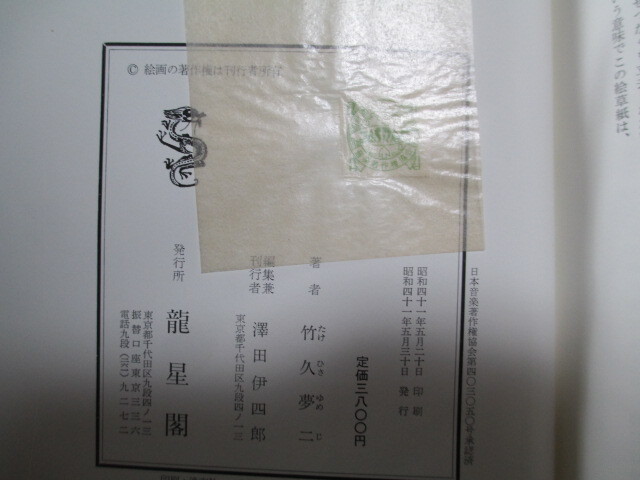 う意味でこの絵草紙は、
日本音楽著作権協会第四〇三〇五〇号承認済
昭和四十一年五月二十日 印刷
昭和四十一年五月三十日 発行
定価三八〇〇円
著者 竹久夢二
たけ ひさ ゆめ じ
編集兼
刊行者 澤田伊四郎
東京都千代田区九段四ノ一三
発行所 龍星閣
東京都千代田区九段四ノ一三
振替口座東京三三六
電話九段(三三)九二七二
© 絵画の著作権は刊行者所有